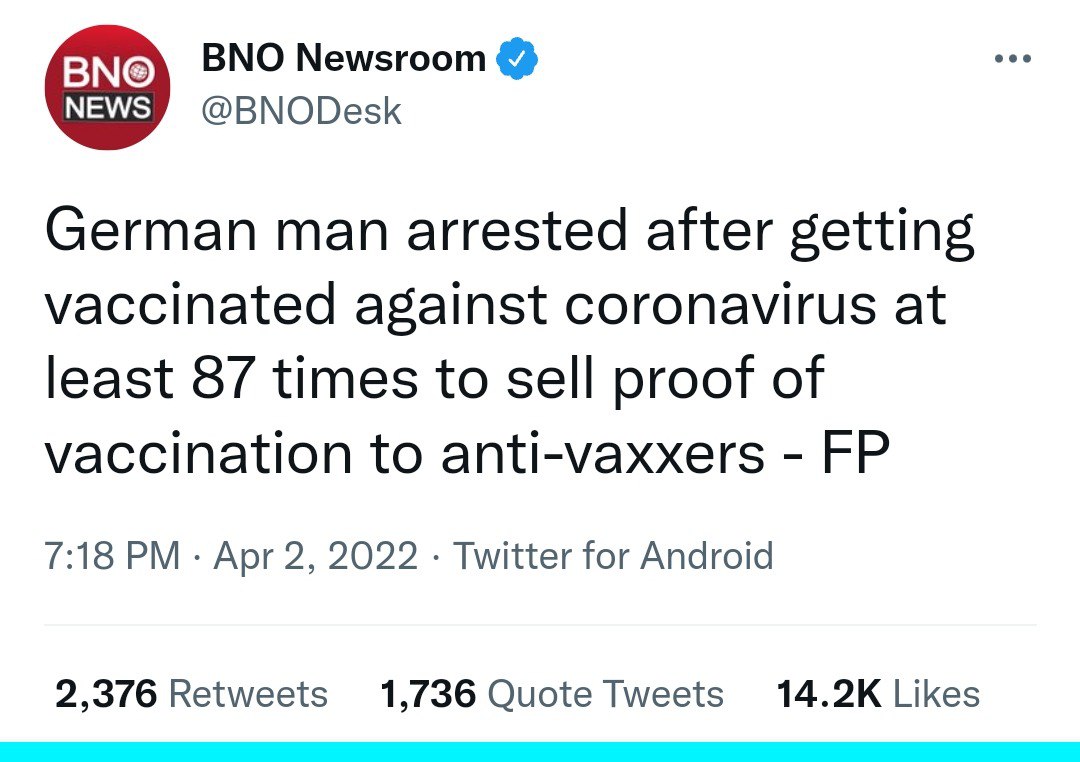 BNO
NEWS
BNO Newsroom
@BNODesk
German man arrested after getting
vaccinated against coronavirus at
least 87 times to sell proof of
vaccination to anti-vaxxers - FP
7:18 PM · Apr 2, 2022 · Twitter for Android
2,376 Retweets 1,736 Quote Tweets 14.2K Likes